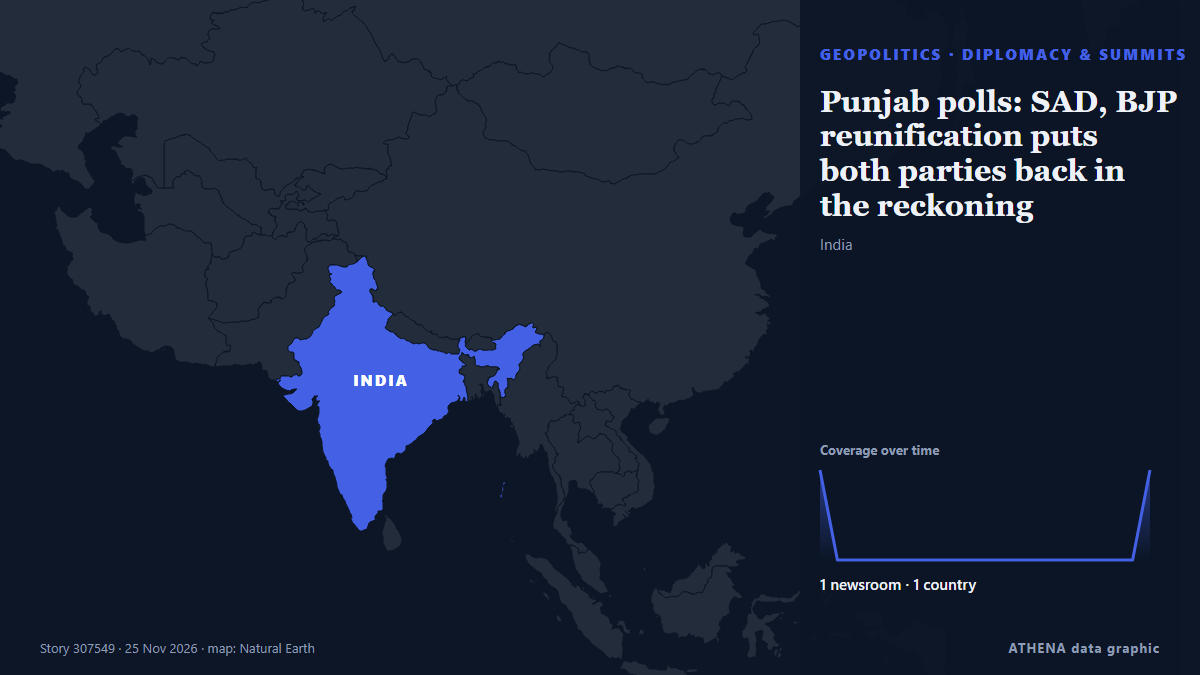 GEOPOLITICS · DIPLOMACY & SUMMITS
Punjab polls: SAD, BJP
reunification puts
both parties back in
the reckoning
India
INDIA
Coverage over time
1 newsroom · 1 country
Story 307549 · 25 Nov 2026 · map: Natural Earth
ATHENA data graphic